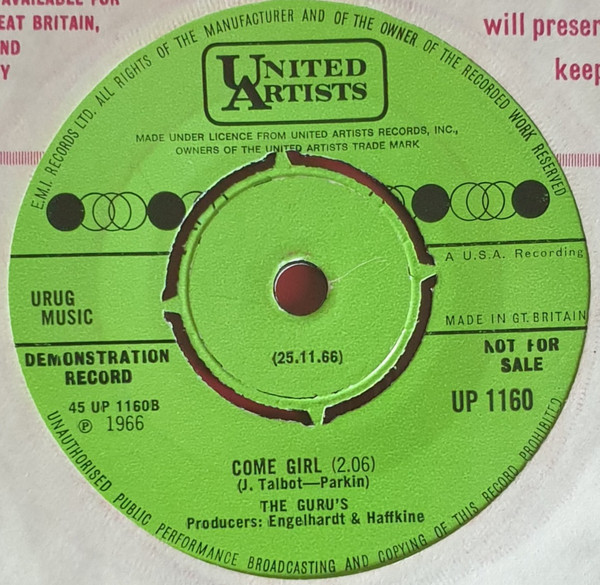 AVAILABLE FOR
EAT BRITAIN,
ND
Y
will presen
keep
E.M.I. RECORDS LTD. ALL RIGHTS OF THE MANUFACTURER AND OF THE OWNER OF THE RECORDED WORK RESERVED
UNITED
ARTISTS
MADE UNDER LICENCE FROM UNITED ARTISTS RECORDS, INC.,
OWNERS OF THE UNITED ARTISTS TRADE MARK
A U.S.A. Recording
URUG
MUSIC
MADE IN GT. BRITAIN
DEMONSTRATION
RECORD
NOT FOR
SALE
(25.11.66)
45 UP 1160B
℗ 1966
UP 1160
COME GIRL (2.06)
(J. Talbot—Parkin)
THE GURU'S
Producers: Engelhardt & Haffkine
UNAUTHORISED PUBLIC PERFORMANCE BROADCASTING AND COPYING OF THIS RECORD PROHIBITED